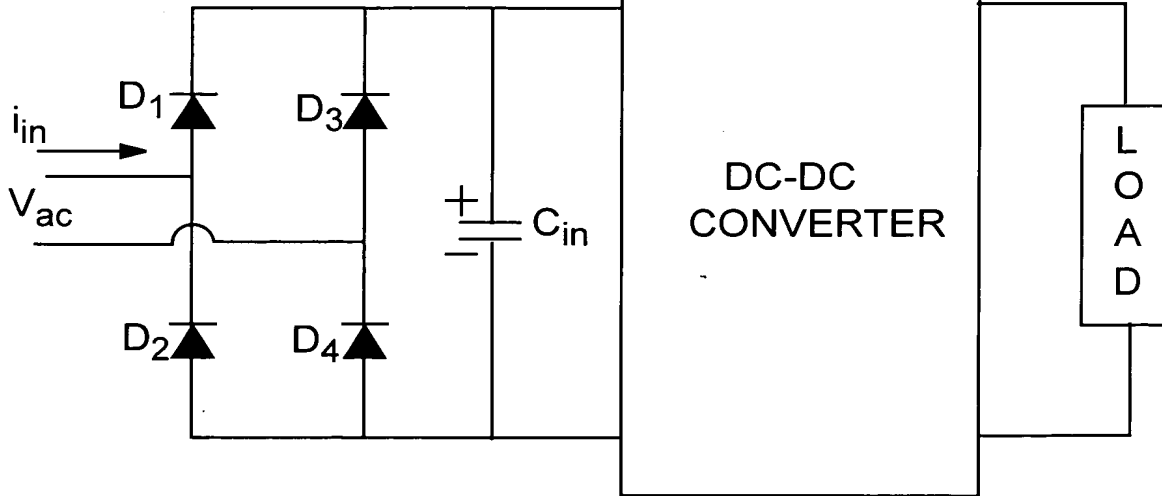 D1
D3
iin
Vac
+
Cin
−
D2
D4
DC-DC
CONVERTER
L
O
A
D